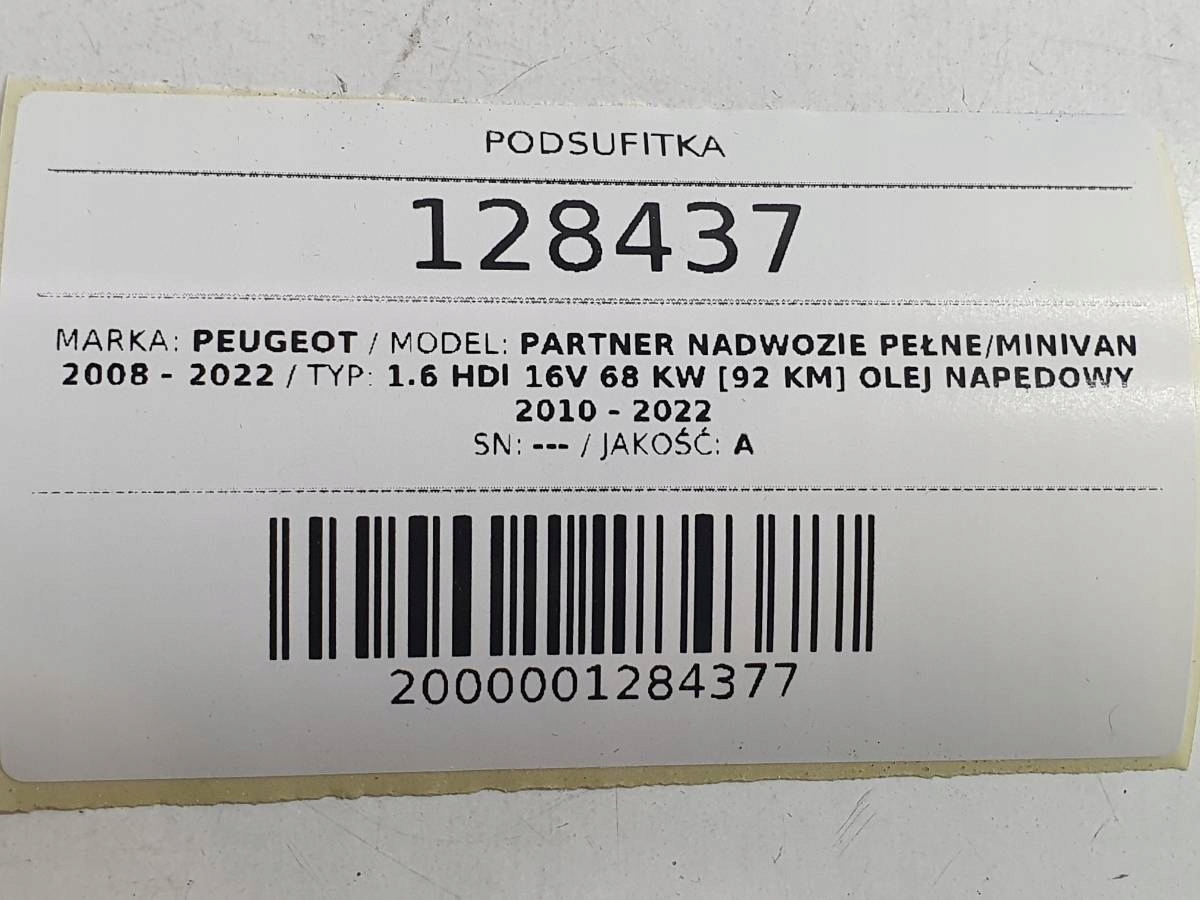 PODSUFITKA
128437
MARKA: PEUGEOT / MODEL: PARTNER NADWOZIE PEŁNE/MINIVAN
2008 - 2022 / TYP: 1.6 HDI 16V 68 KW [92 KM] OLEJ NAPĘDOWY
2010 - 2022
SN: --- / JAKOŚĆ: A
2000001284377